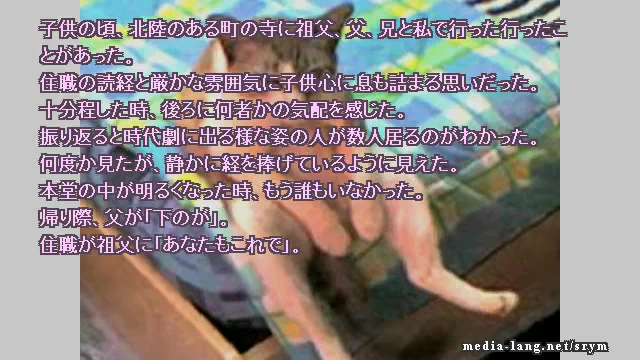 子供の頃、北陸のある町の寺に祖父、父、兄と私で行った行ったこ
とがあった。
住職の読経と厳かな雰囲気に子供心に息も詰まる思いだった。
十分程した時、後ろに何者かの気配を感じた。
振り返ると時代劇に出る様な姿の人が数人居るのがわかった。
何度か見たが、静かに経を捧げているように見えた。
本堂の中が明るくなった時、もう誰もいなかった。
帰り際、父が「下のが」。
住職が祖父に「あなたもこれで」。
media-lang.net/srym